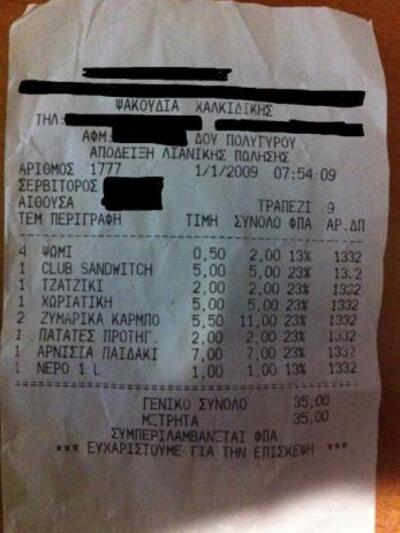 ΨΑΚΟΥΔΙΑ ΧΑΛΚΙΔΙΚΗΣ
ΤΗΛ:
ΑΦΜ: ΔΟΥ ΠΟΛΥΓΥΡΟΥ
ΑΠΟΔΕΙΞΗ ΛΙΑΝΙΚΗΣ ΠΩΛΗΣΗΣ
ΑΡΙΘΜΟΣ 1777 1/1/2009 07:54:09
ΣΕΡΒΙΤΟΡΟΣ
ΑΙΘΟΥΣΑ ΤΡΑΠΕΖΙ 9
ΤΕΜ ΠΕΡΙΓΡΑΦΗ ΤΙΜΗ ΣΥΝΟΛΟ ΦΠΑ ΑΡ.ΔΠ
4 ΨΩΜΙ 0,50 2,00 13% 1332
1 CLUB SANDWITCH 5,00 5,00 23% 1332
1 ΤΖΑΤΖΙΚΙ 2,00 2,00 23% 1332
1 ΧΩΡΙΑΤΙΚΗ 5,00 5,00 23% 1332
2 ΖΥΜΑΡΙΚΑ ΚΑΡΜΠΟ 5,50 11,00 23% 1332
1 ΠΑΤΑΤΕΣ ΠΡΟΤΗΓ. 2,00 2,00 23% 1332
1 ΑΡΝΙΣΙΑ ΠΑΙΔΑΚΙ 7,00 7,00 23% 1332
1 ΝΕΡΟ 1 L 1,00 1,00 13% 1332
ΓΕΝΙΚΟ ΣΥΝΟΛΟ 35,00
ΜΕΤΡΗΤΑ 35,00
ΣΥΜΠΕΡΙΛΑΜΒΑΝΕΤΑΙ ΦΠΑ
*** ΕΥΧΑΡΙΣΤΟΥΜΕ ΓΙΑ ΤΗΝ ΕΠΙΣΚΕΨΗ ***